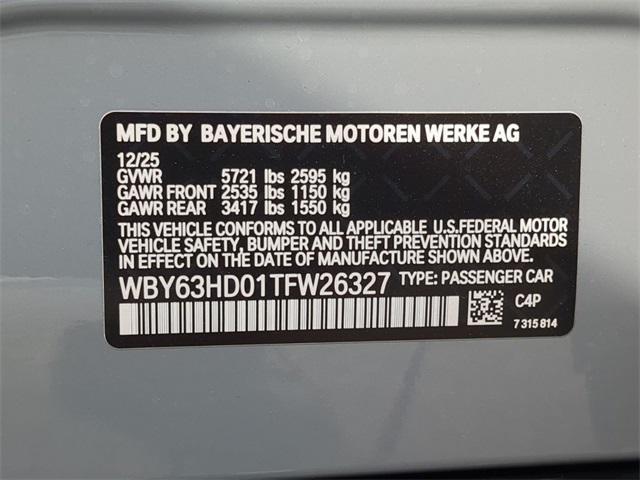 MFD BY BAYERISCHE MOTOREN WERKE AG
12/25
GVWR 5721 lbs 2595 kg
GAWR FRONT 2535 lbs 1150 kg
GAWR REAR 3417 lbs 1550 kg
THIS VEHICLE CONFORMS TO ALL APPLICABLE U.S.FEDERAL MOTOR
VEHICLE SAFETY, BUMPER AND THEFT PREVENTION STANDARDS
IN EFFECT ON THE DATE OF MANUFACTURE SHOWN ABOVE.
WBY63HD01TFW26327 TYPE: PASSENGER CAR
C4P
7 315 814